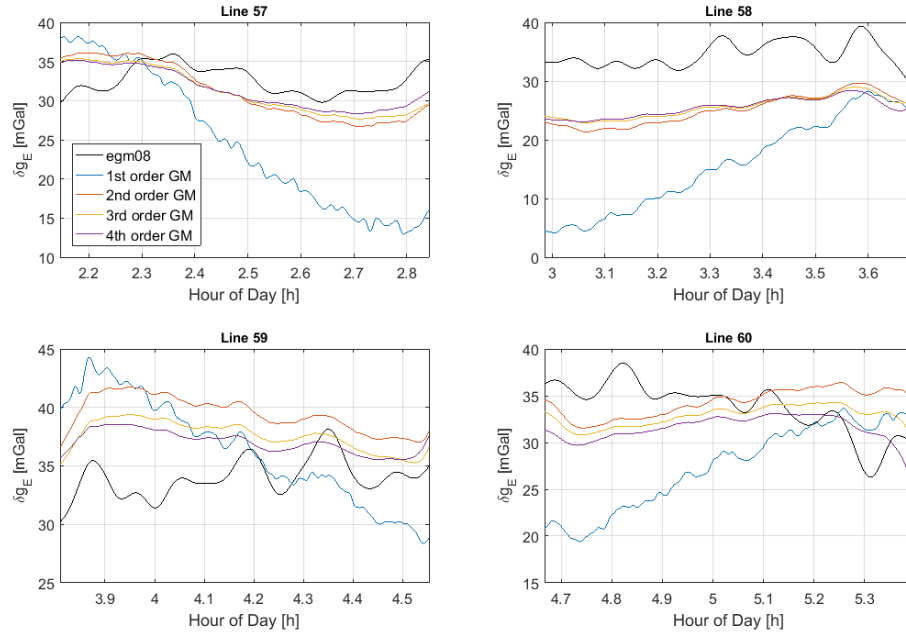 Line 57
40
35
30
25
20
15
10
δg_E [mGal]
egm08
1st order GM
2nd order GM
3rd order GM
4th order GM
2.2 2.3 2.4 2.5 2.6 2.7 2.8
Hour of Day [h]
Line 58
40
30
20
10
0
δg_E [mGal]
3 3.1 3.2 3.3 3.4 3.5 3.6
Hour of Day [h]
Line 59
45
40
35
30
25
δg_E [mGal]
3.9 4 4.1 4.2 4.3 4.4 4.5
Hour of Day [h]
Line 60
40
35
30
25
20
15
δg_E [mGal]
4.7 4.8 4.9 5 5.1 5.2 5.3
Hour of Day [h]